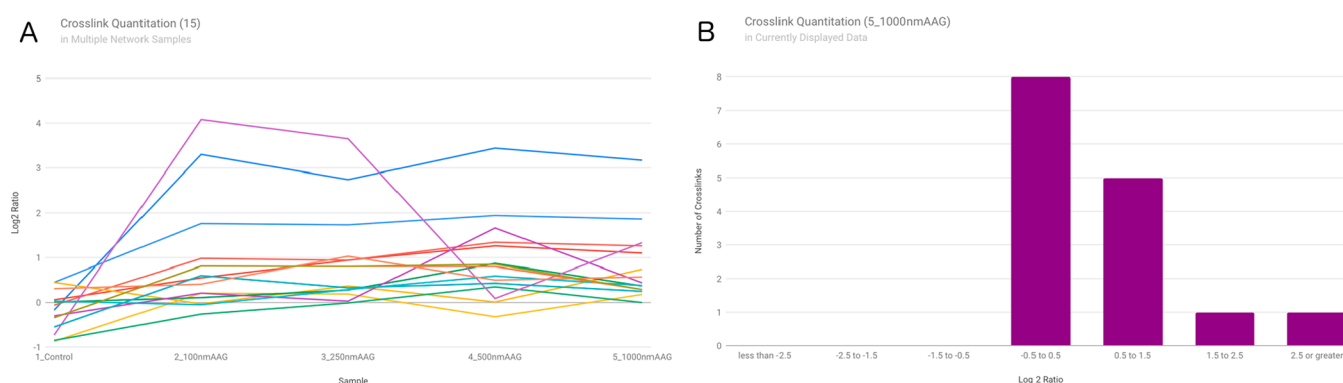 A
Crosslink Quantitation (15)
in Multiple Network Samples
5
4
3
2
1
0
-1
Log2 Ratio
1_Control
2_100nmAAG
3_250nmAAG
4_500nmAAG
5_1000nmAAG
Sample
B
Crosslink Quantitation (5_1000nmAAG)
in Currently Displayed Data
8
7
6
5
4
3
2
1
0
Number of Crosslinks
less than -2.5
-2.5 to -1.5
-1.5 to -0.5
-0.5 to 0.5
0.5 to 1.5
1.5 to 2.5
2.5 or greater
Log 2 Ratio